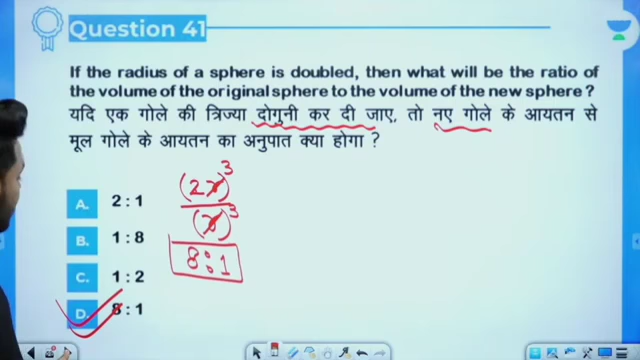 Question 41
If the radius of a sphere is doubled, then what will be the ratio of
the volume of the original sphere to the volume of the new sphere ?
यदि एक गोले की त्रिज्या दोगुनी कर दी जाए, तो नए गोले के आयतन से
मूल गोले के आयतन का अनुपात क्या होगा ?
(2r)³
(r)³
8:1
A. 2 : 1
B. 1 : 8
C. 1 : 2
D. 8 : 1